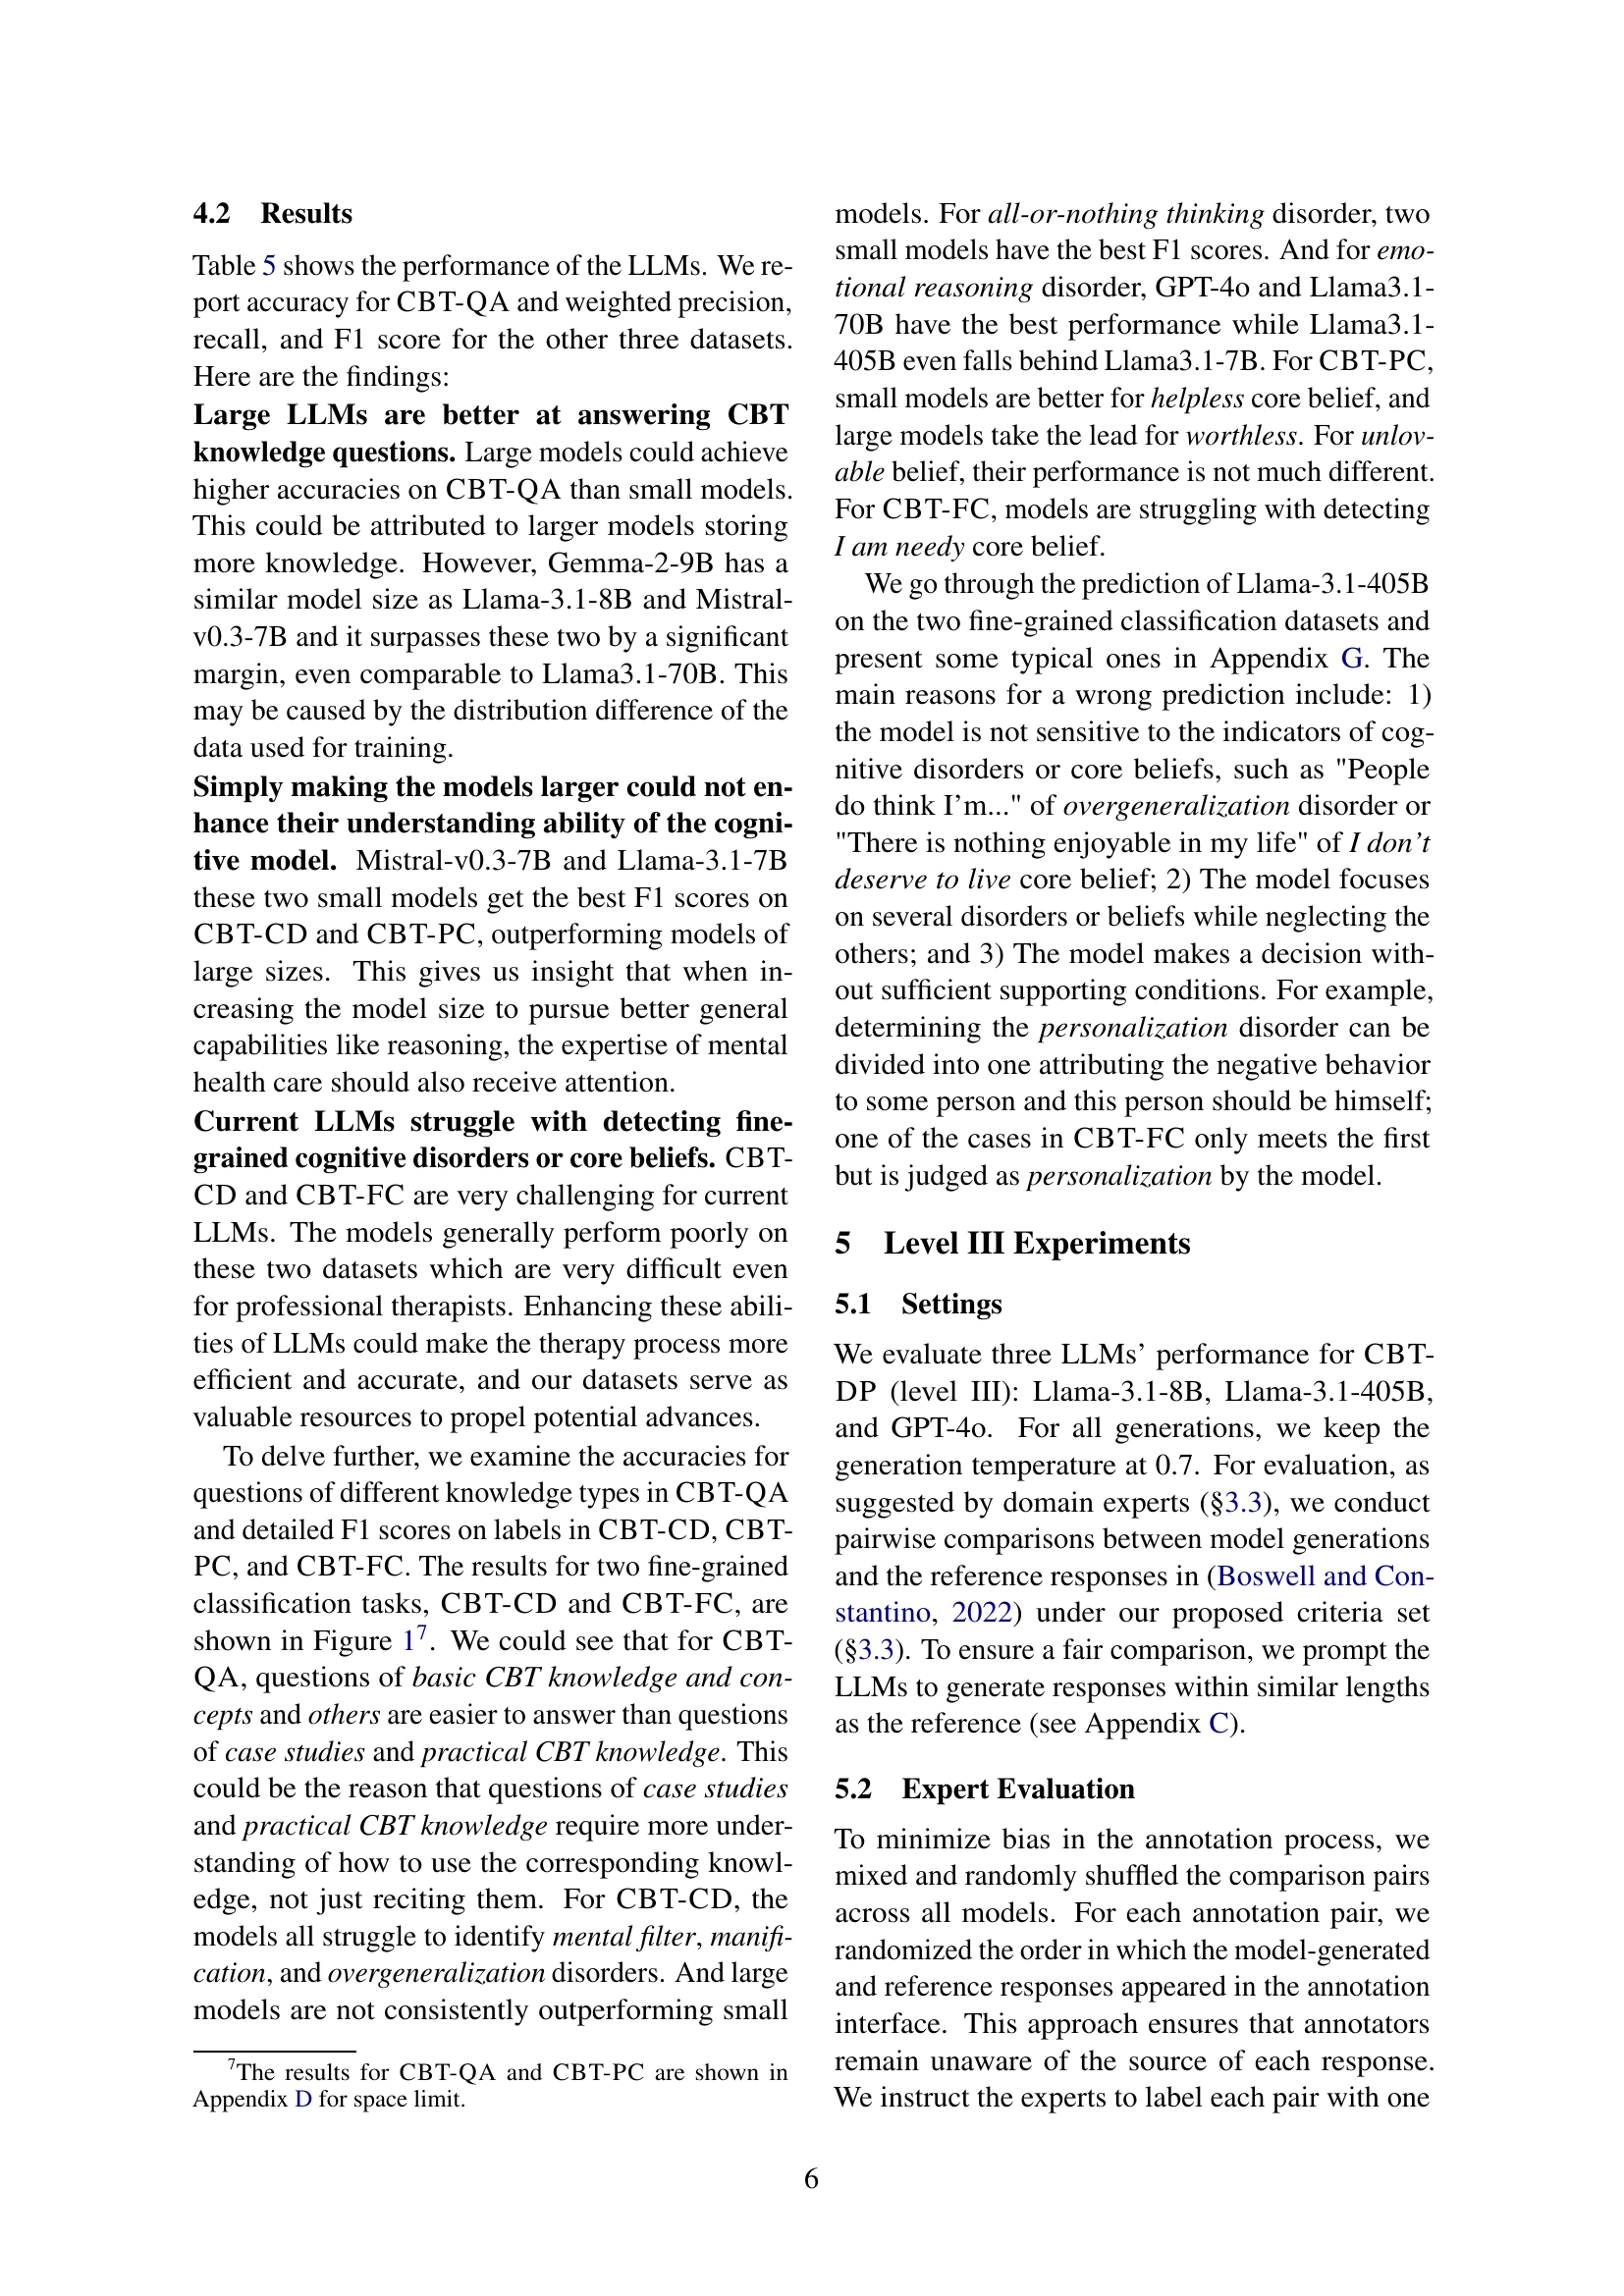 4.2 Results
Table 5 shows the performance of the LLMs. We re-
port accuracy for CBT-QA and weighted precision,
recall, and F1 score for the other three datasets.
Here are the findings:
Large LLMs are better at answering CBT
knowledge questions. Large models could achieve
higher accuracies on CBT-QA than small models.
This could be attributed to larger models storing
more knowledge. However, Gemma-2-9B has a
similar model size as Llama-3.1-8B and Mistral-
v0.3-7B and it surpasses these two by a significant
margin, even comparable to Llama3.1-70B. This
may be caused by the distribution difference of the
data used for training.
Simply making the models larger could not en-
hance their understanding ability of the cogni-
tive model. Mistral-v0.3-7B and Llama-3.1-7B
these two small models get the best F1 scores on
CBT-CD and CBT-PC, outperforming models of
large sizes. This gives us insight that when in-
creasing the model size to pursue better general
capabilities like reasoning, the expertise of mental
health care should also receive attention.
Current LLMs struggle with detecting fine-
grained cognitive disorders or core beliefs. CBT-
CD and CBT-FC are very challenging for current
LLMs. The models generally perform poorly on
these two datasets which are very difficult even
for professional therapists. Enhancing these abili-
ties of LLMs could make the therapy process more
efficient and accurate, and our datasets serve as
valuable resources to propel potential advances.
To delve further, we examine the accuracies for
questions of different knowledge types in CBT-QA
and detailed F1 scores on labels in CBT-CD, CBT-
PC, and CBT-FC. The results for two fine-grained
classification tasks, CBT-CD and CBT-FC, are
shown in Figure 1⁷. We could see that for CBT-
QA, questions of basic CBT knowledge and con-
cepts and others are easier to answer than questions
of case studies and practical CBT knowledge. This
could be the reason that questions of case studies
and practical CBT knowledge require more under-
standing of how to use the corresponding knowl-
edge, not just reciting them. For CBT-CD, the
models all struggle to identify mental filter, manifi-
cation, and overgeneralization disorders. And large
models are not consistently outperforming small
⁷The results for CBT-QA and CBT-PC are shown in
Appendix D for space limit.
models. For all-or-nothing thinking disorder, two
small models have the best F1 scores. And for emo-
tional reasoning disorder, GPT-4o and Llama3.1-
70B have the best performance while Llama3.1-
405B even falls behind Llama3.1-7B. For CBT-PC,
small models are better for helpless core belief, and
large models take the lead for worthless. For unlov-
able belief, their performance is not much different.
For CBT-FC, models are struggling with detecting
I am needy core belief.
We go through the prediction of Llama-3.1-405B
on the two fine-grained classification datasets and
present some typical ones in Appendix G. The
main reasons for a wrong prediction include: 1)
the model is not sensitive to the indicators of cog-
nitive disorders or core beliefs, such as "People
do think I'm..." of overgeneralization disorder or
"There is nothing enjoyable in my life" of I don't
deserve to live core belief; 2) The model focuses
on several disorders or beliefs while neglecting the
others; and 3) The model makes a decision with-
out sufficient supporting conditions. For example,
determining the personalization disorder can be
divided into one attributing the negative behavior
to some person and this person should be himself;
one of the cases in CBT-FC only meets the first
but is judged as personalization by the model.
5 Level III Experiments
5.1 Settings
We evaluate three LLMs' performance for CBT-
DP (level III): Llama-3.1-8B, Llama-3.1-405B,
and GPT-4o. For all generations, we keep the
generation temperature at 0.7. For evaluation, as
suggested by domain experts (§3.3), we conduct
pairwise comparisons between model generations
and the reference responses in (Boswell and Con-
stantino, 2022) under our proposed criteria set
(§3.3). To ensure a fair comparison, we prompt the
LLMs to generate responses within similar lengths
as the reference (see Appendix C).
5.2 Expert Evaluation
To minimize bias in the annotation process, we
mixed and randomly shuffled the comparison pairs
across all models. For each annotation pair, we
randomized the order in which the model-generated
and reference responses appeared in the annotation
interface. This approach ensures that annotators
remain unaware of the source of each response.
We instruct the experts to label each pair with one
6